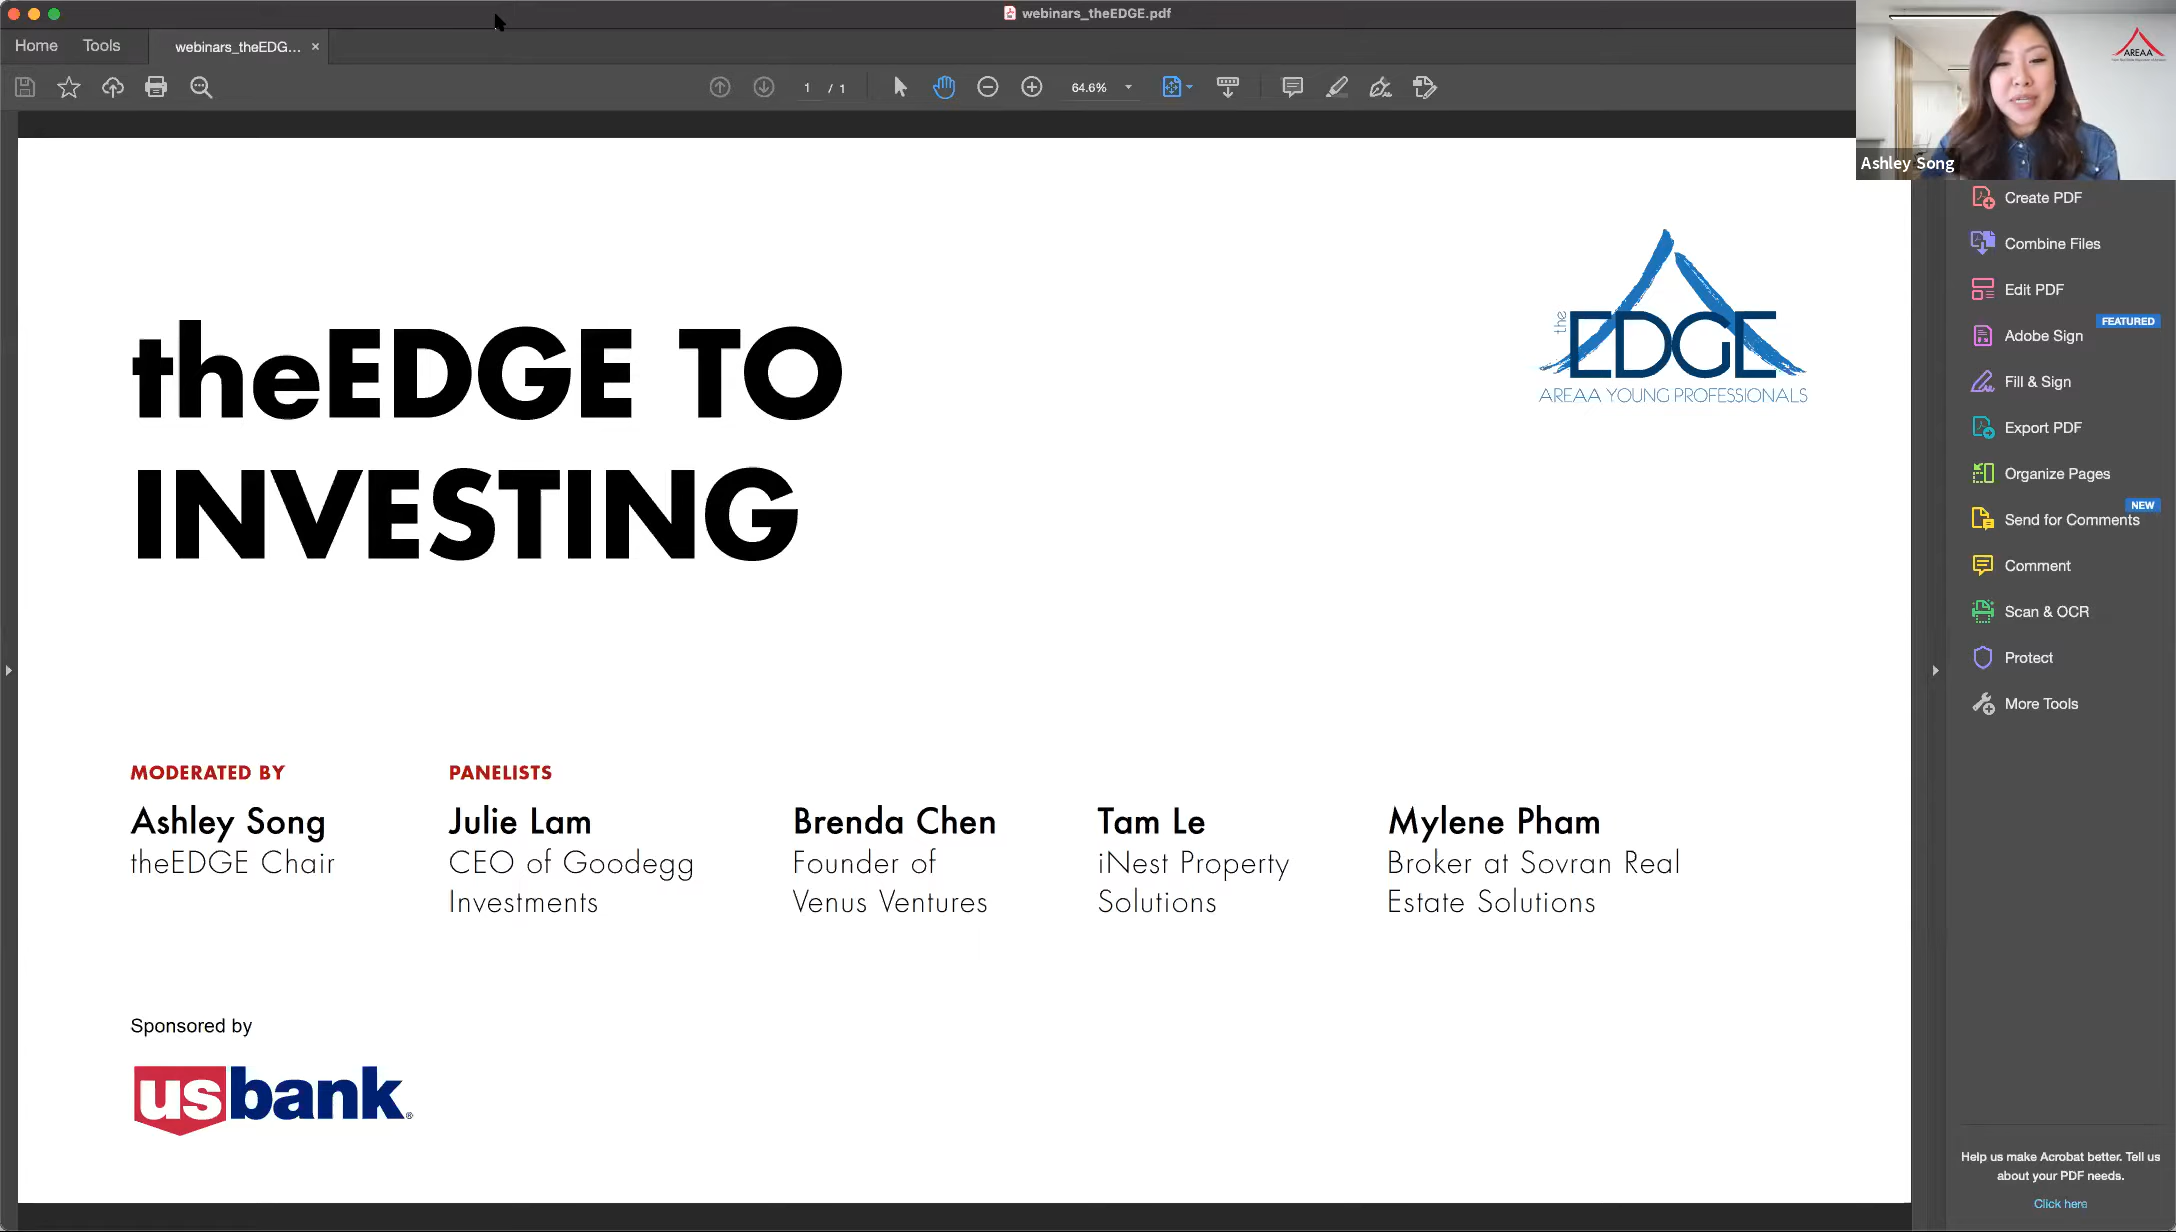 webinars_theEDGE.pdf
Home
Tools
webinars_theEDG... ×
1 / 1
64.6%
AREAA
Ashley Song
Create PDF
Combine Files
Edit PDF
FEATURED
Adobe Sign
Fill & Sign
Export PDF
Organize Pages
NEW
Send for Comments
Comment
Scan & OCR
Protect
More Tools
the
EDGE
AREAA YOUNG PROFESSIONALS
theEDGE TO
INVESTING
MODERATED BY
Ashley Song
theEDGE Chair
PANELISTS
Julie Lam
CEO of Goodegg
Investments
Brenda Chen
Founder of
Venus Ventures
Tam Le
iNest Property
Solutions
Mylene Pham
Broker at Sovran Real
Estate Solutions
Sponsored by
usbank®
Help us make Acrobat better. Tell us
about your PDF needs.
Click here